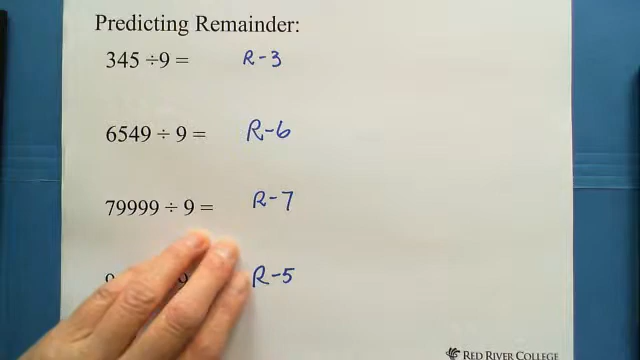 Predicting Remainder:
345 ÷9 = R-3
6549 ÷ 9 = R-6
79999 ÷ 9 = R-7
R-5
RED RIVER COLLEGE